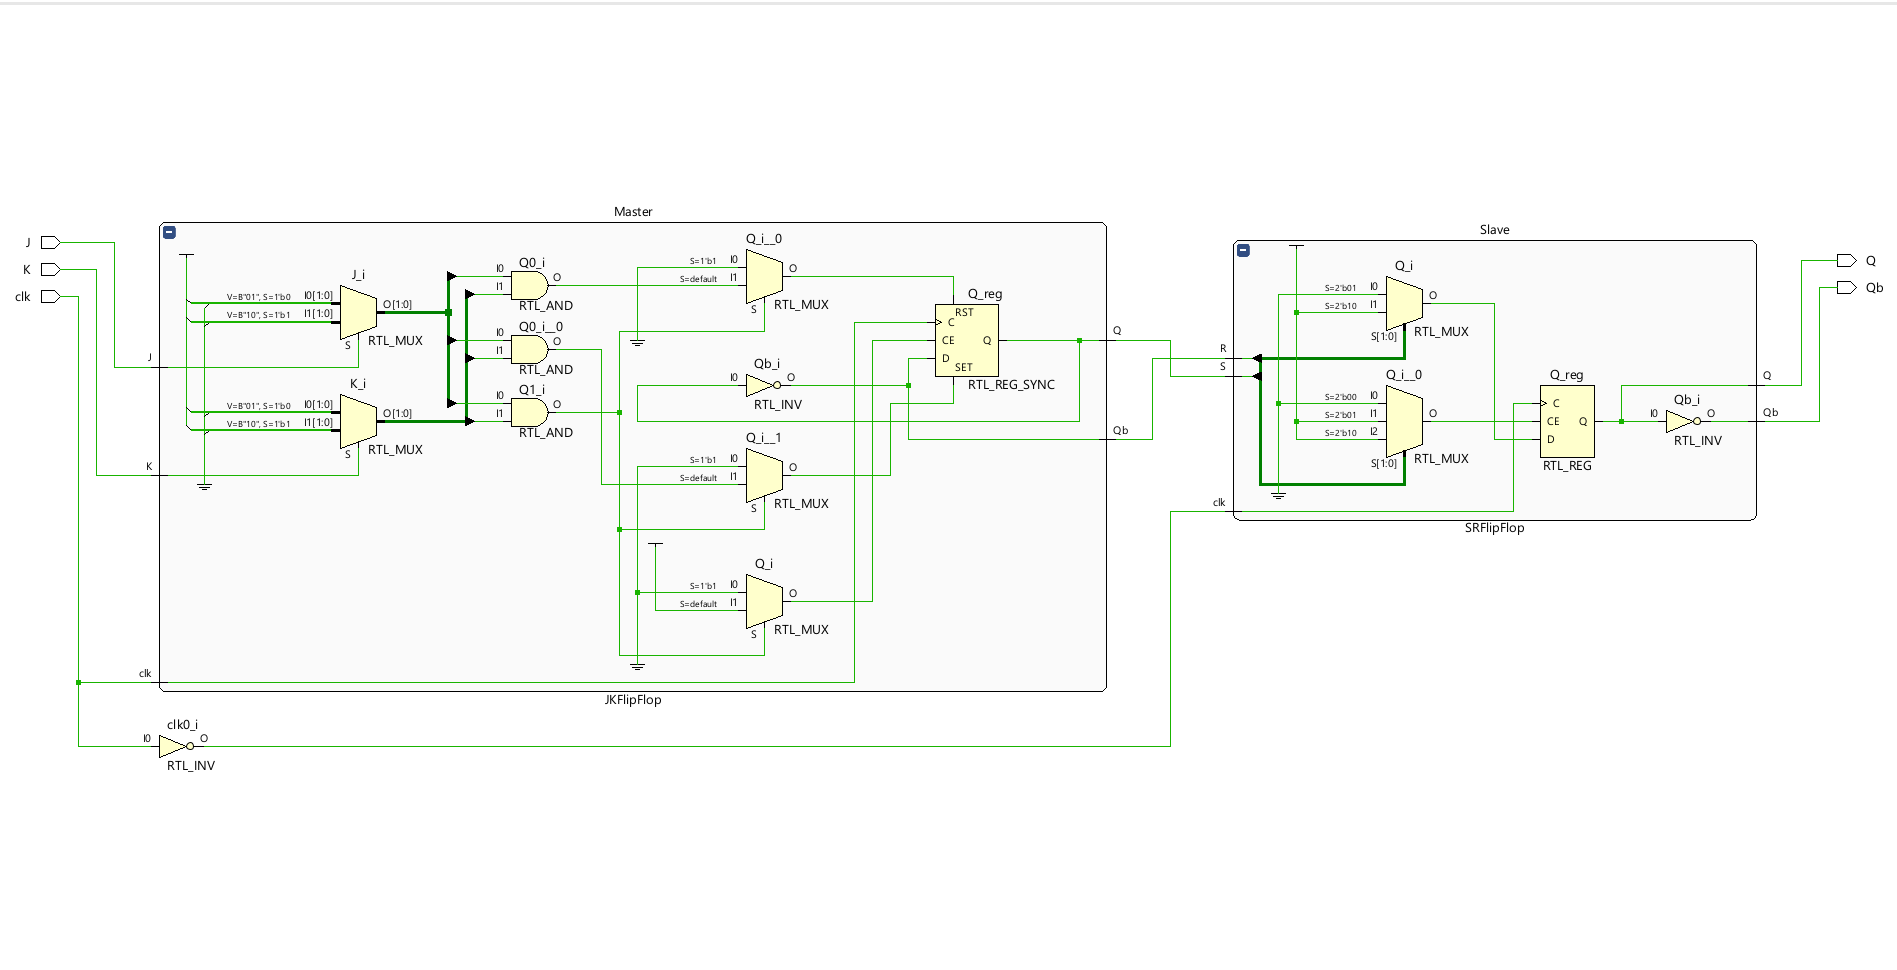 Master
J
K
clk
J_i
V=B"01", S=1'b0 I0[1:0]
V=B"10", S=1'b1 I1[1:0]
O[1:0]
S
RTL_MUX
K_i
V=B"01", S=1'b0 I0[1:0]
V=B"10", S=1'b1 I1[1:0]
O[1:0]
S
RTL_MUX
J
K
clk
Q0_i
I0
I1
O
RTL_AND
Q0_i__0
I0
I1
O
RTL_AND
Q1_i
I0
I1
O
RTL_AND
Q_i__0
S=1'b1 I0
S=default I1
O
S
RTL_MUX
Qb_i
I0
O
RTL_INV
Q_i__1
S=1'b1 I0
S=default I1
O
S
RTL_MUX
Q_i
S=1'b1 I0
S=default I1
O
S
RTL_MUX
Q_reg
RST
C
CE
Q
D
SET
RTL_REG_SYNC
Q
Qb
JKFlipFlop
clk0_i
I0
O
RTL_INV
Slave
R
S
clk
Q_i
S=2'b01 I0
S=2'b10 I1
O
S[1:0]
RTL_MUX
Q_i__0
S=2'b00 I0
S=2'b01 I1
S=2'b10 I2
O
S[1:0]
RTL_MUX
Q_reg
C
CE
Q
D
RTL_REG
Qb_i
I0
O
RTL_INV
Q
Qb
SRFlipFlop
Q
Qb